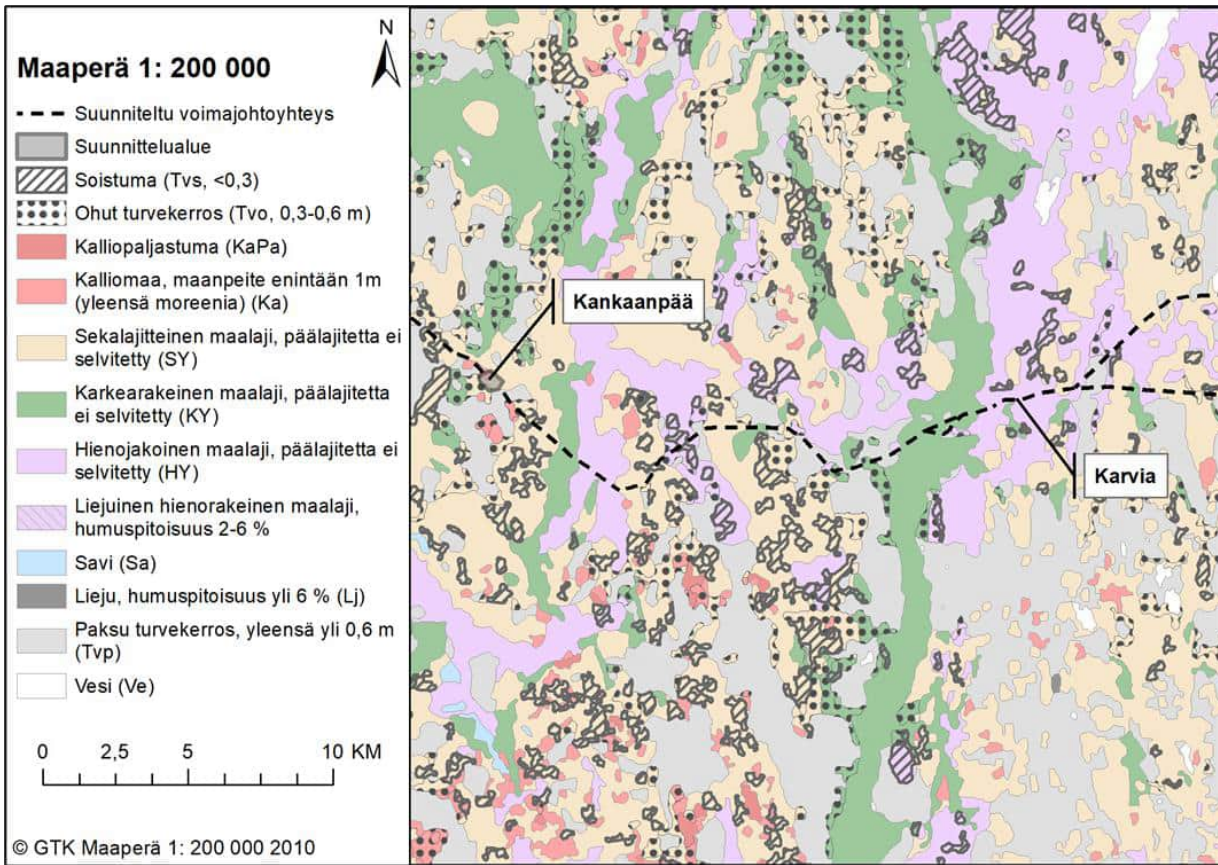 N
Maaperä 1: 200 000
Suunniteltu voimajohtoyhteys
Suunnittelualue
Soistuma (Tvs, <0,3)
Ohut turvekerros (Tvo, 0,3-0,6 m)
Kalliopaljastuma (KaPa)
Kalliomaa, maanpeite enintään 1m
(yleensä moreenia) (Ka)
Sekalajitteinen maalaji, päälajitetta ei
selvitetty (SY)
Karkearakeinen maalaji, päälajitetta
ei selvitetty (KY)
Hienojakoinen maalaji, päälajitetta ei
selvitetty (HY)
Liejuinen hienorakeinen maalaji,
humuspitoisuus 2-6 %
Savi (Sa)
Lieju, humuspitoisuus yli 6 % (Lj)
Paksu turvekerros, yleensä yli 0,6 m
(Tvp)
Vesi (Ve)
0 2,5 5 10 KM
© GTK Maaperä 1: 200 000 2010
Kankaanpää
Karvia